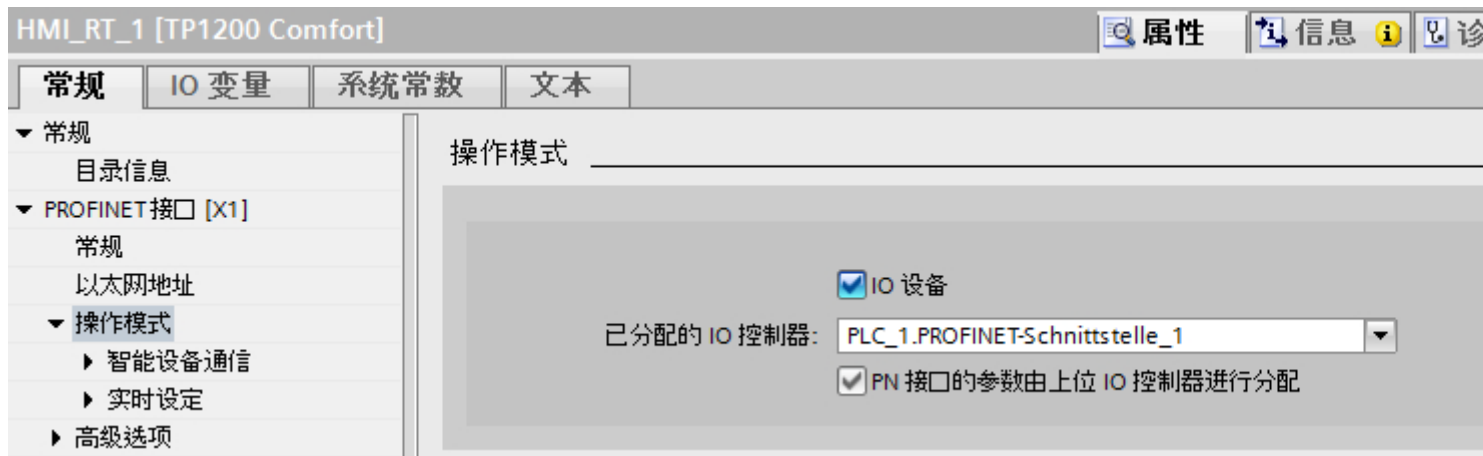 HMI_RT_1 [TP1200 Comfort]
属性 信息 诊
常规 IO 变量 系统常数 文本
常规
目录信息
PROFINET接口 [X1]
常规
以太网地址
操作模式
智能设备通信
实时设定
高级选项
操作模式
IO 设备
已分配的 IO 控制器: PLC_1.PROFINET-Schnittstelle_1
PN 接口的参数由上位 IO 控制器进行分配